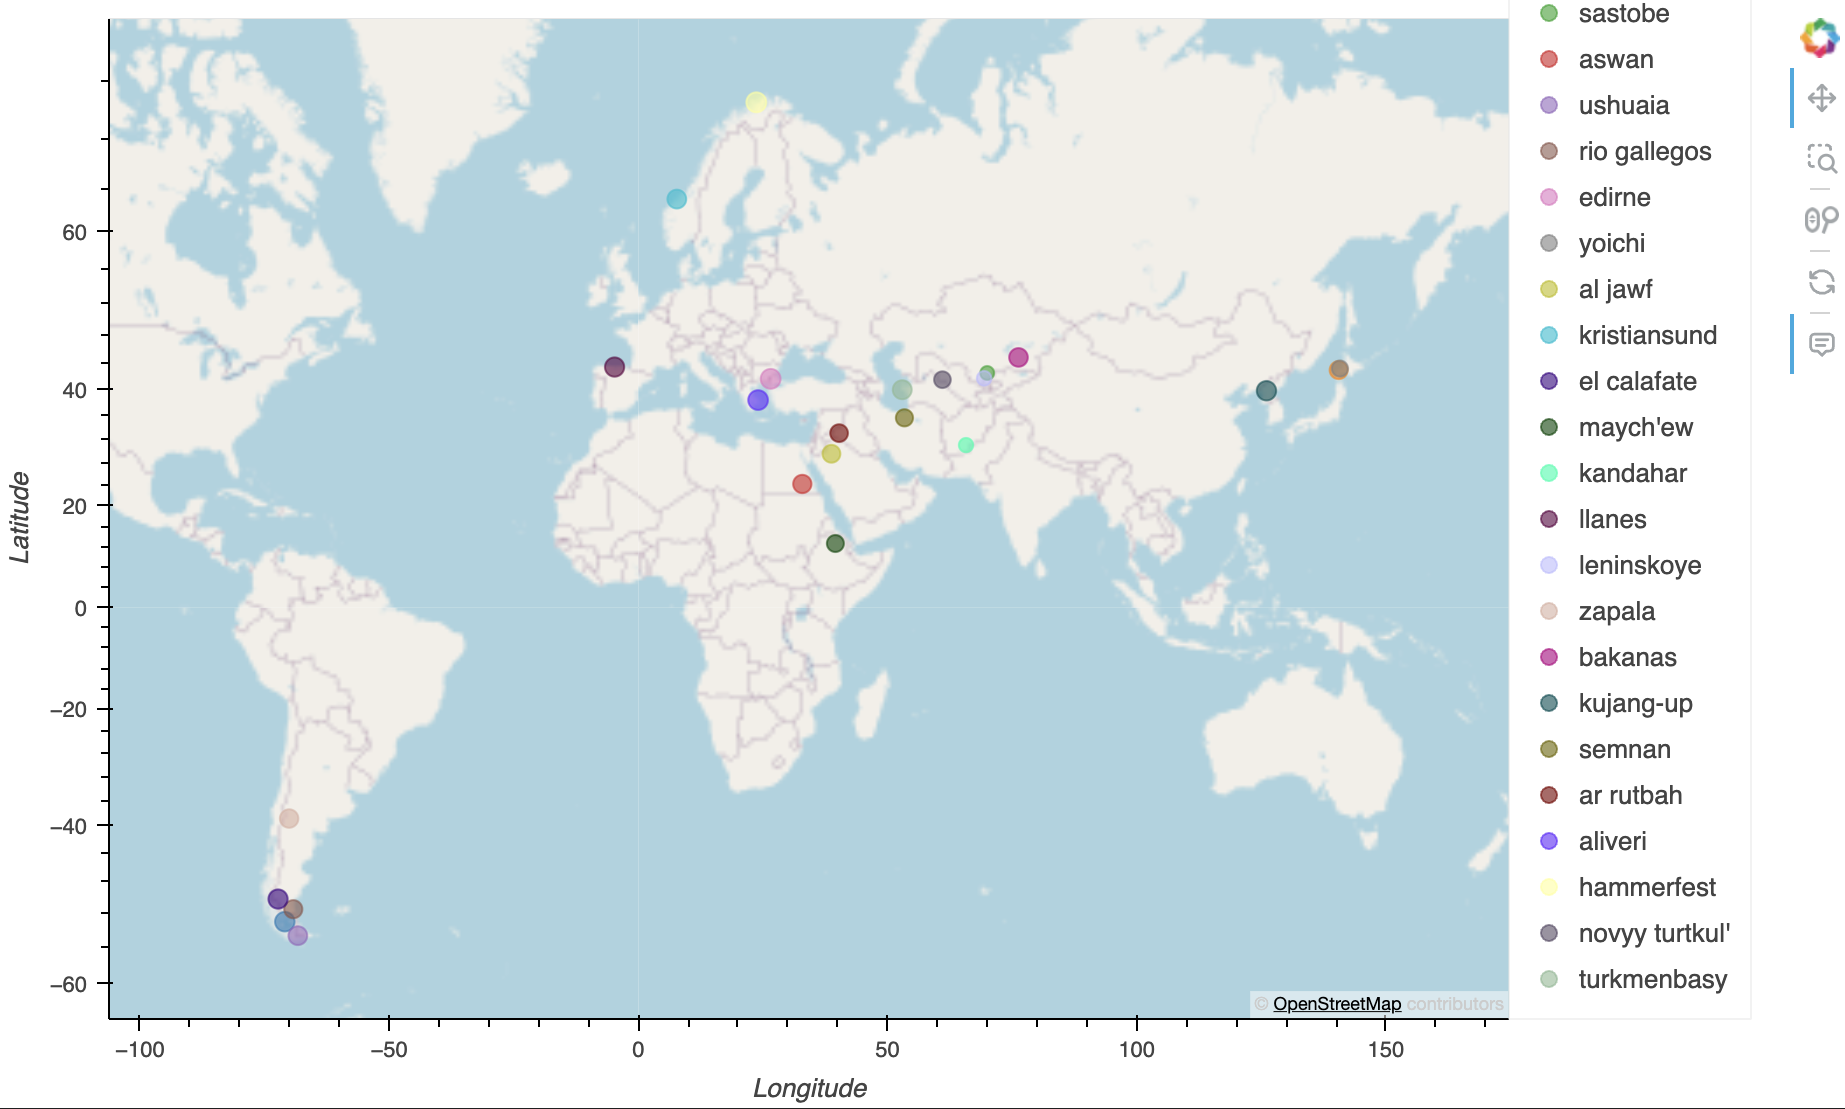 sastobe
aswan
ushuaia
rio gallegos
edirne
yoichi
al jawf
kristiansund
el calafate
maych'ew
kandahar
llanes
leninskoye
zapala
bakanas
kujang-up
semnan
ar rutbah
aliveri
hammerfest
novyy turtkul'
turkmenbasy
Latitude
60
40
20
0
−20
−40
−60
© OpenStreetMap contributors
−100
−50
0
50
100
150
Longitude